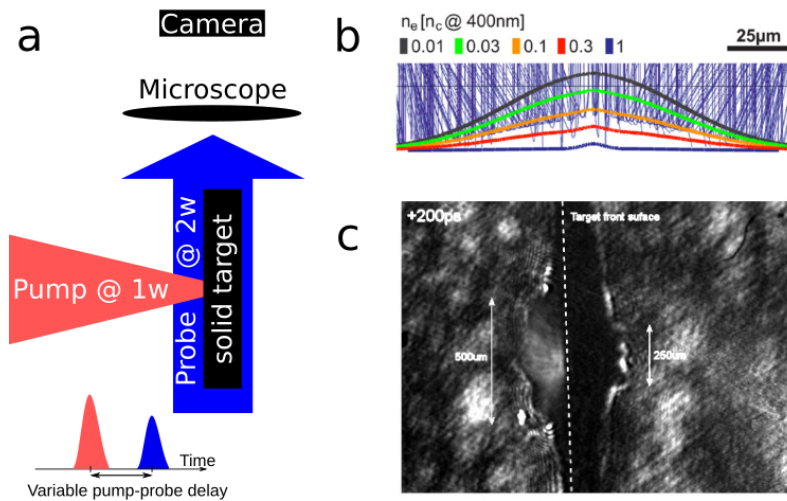 a
Camera
Microscope
Pump @ 1w
Probe @ 2w
solid target
Time
Variable pump-probe delay
b
n_e [n_c @ 400nm]
0.01 0.03 0.1 0.3 1
25μm
c
+200ps
Target front suface
500um
250um